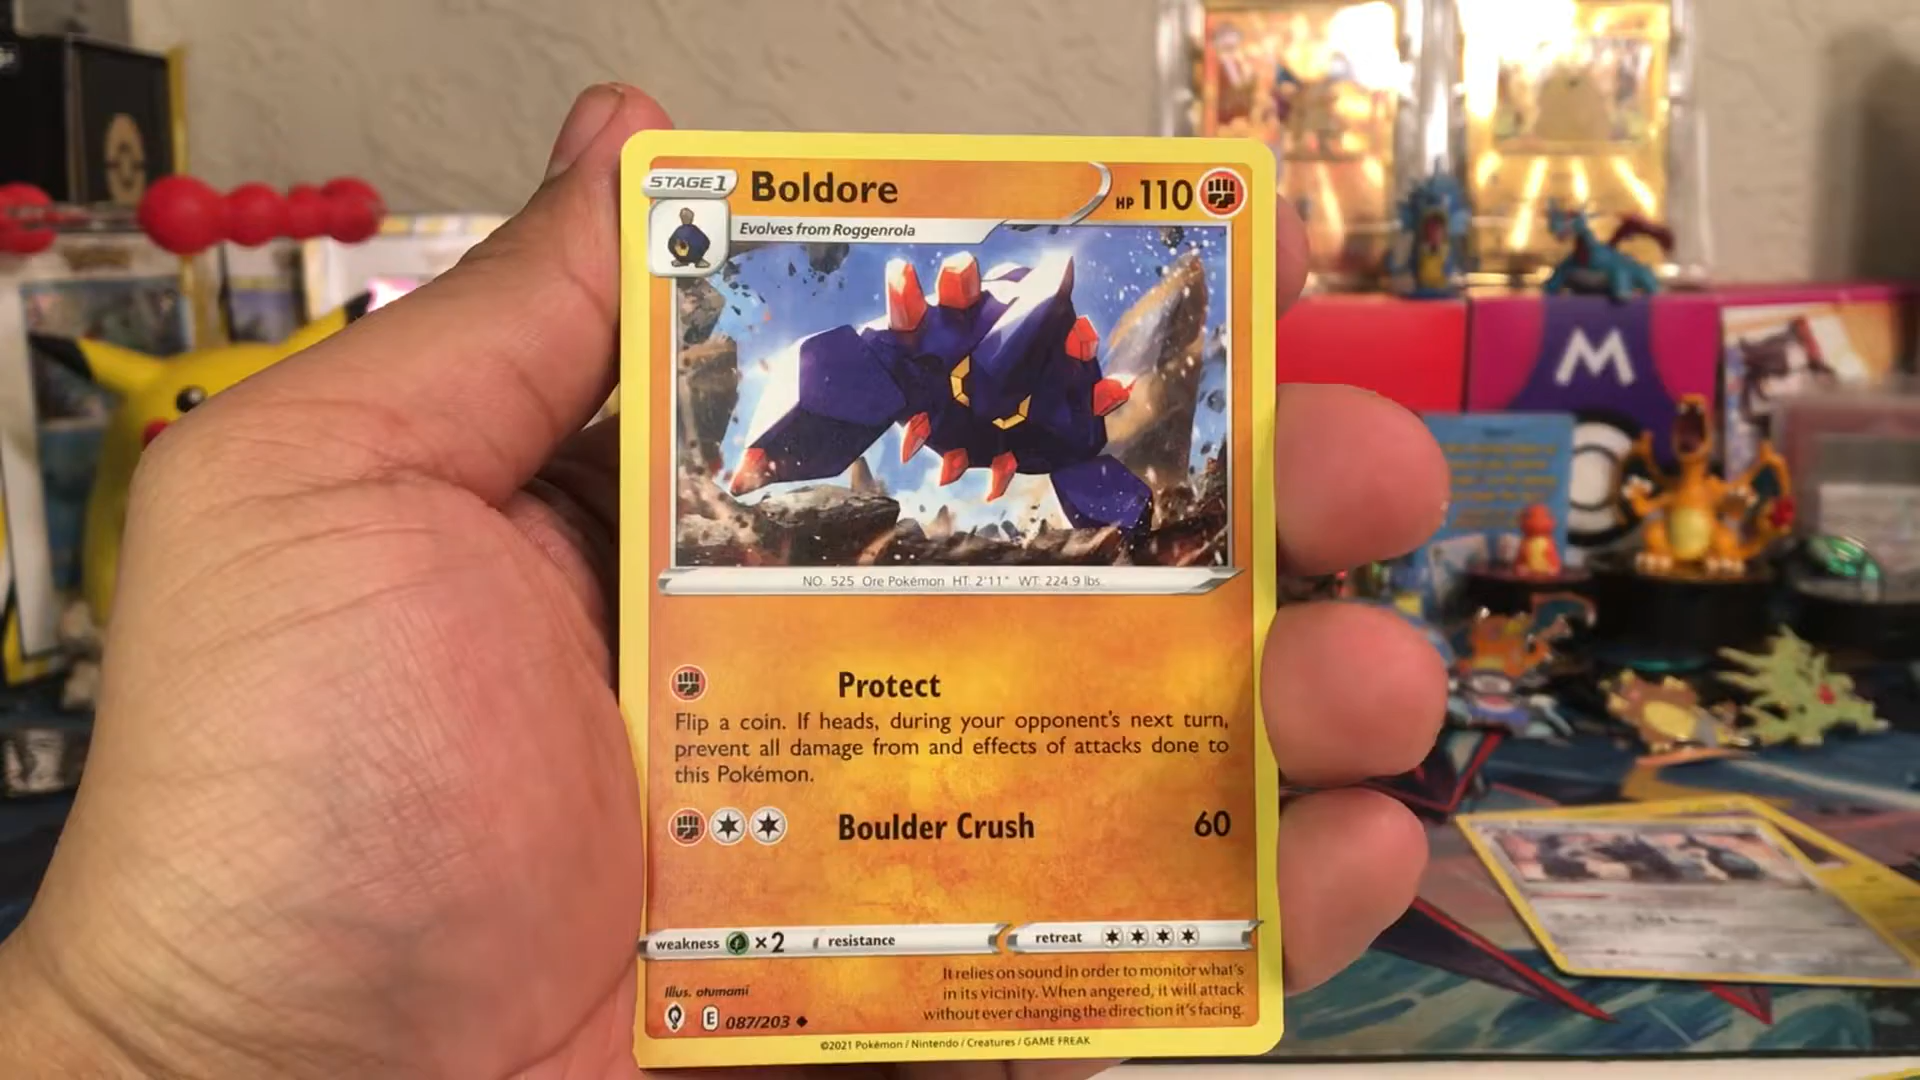 STAGE 1 Boldore HP 110
Evolves from Roggenrola
NO. 525 Ore Pokémon HT: 2'11" WT: 224.9 lbs.
Protect
Flip a coin. If heads, during your opponent's next turn,
prevent all damage from and effects of attacks done to
this Pokémon.
Boulder Crush 60
weakness ×2 resistance retreat
It relies on sound in order to monitor what's
in its vicinity. When angered, it will attack
without ever changing the direction it's facing.
Illus. otumami
E 087/203
©2021 Pokémon / Nintendo / Creatures / GAME FREAK
M